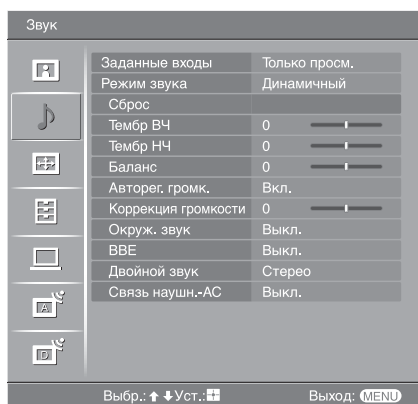 Звук
Заданные входы Только просм.
Режим звука Динамичный
Сброс
Тембр ВЧ 0
Тембр НЧ 0
Баланс 0
Авторег. громк. Вкл.
Коррекция громкости 0
Окруж. звук Выкл.
BBE Выкл.
Двойной звук Стерео
Связь наушн.-АС Выкл.
A
D
Выбр.: Уст.: Выход: MENU